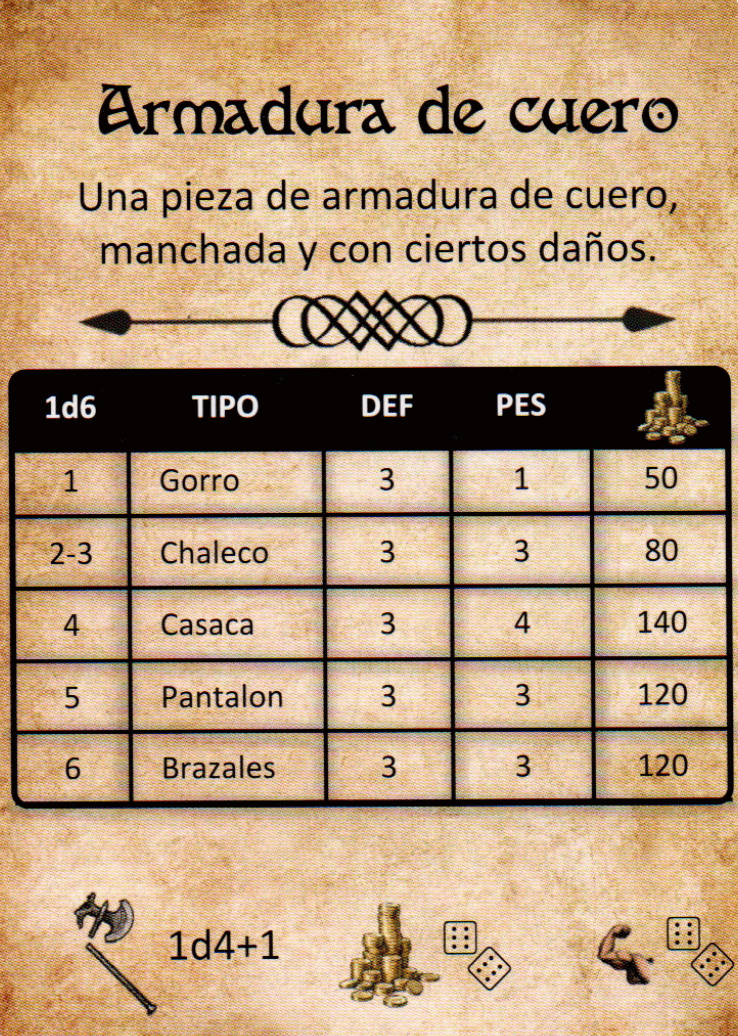 Armadura de cuero
Una pieza de armadura de cuero,
manchada y con ciertos daños.
1d6 TIPO DEF PES
1 Gorro 3 1 50
2-3 Chaleco 3 3 80
4 Casaca 3 4 140
5 Pantalon 3 3 120
6 Brazales 3 3 120
1d4+1